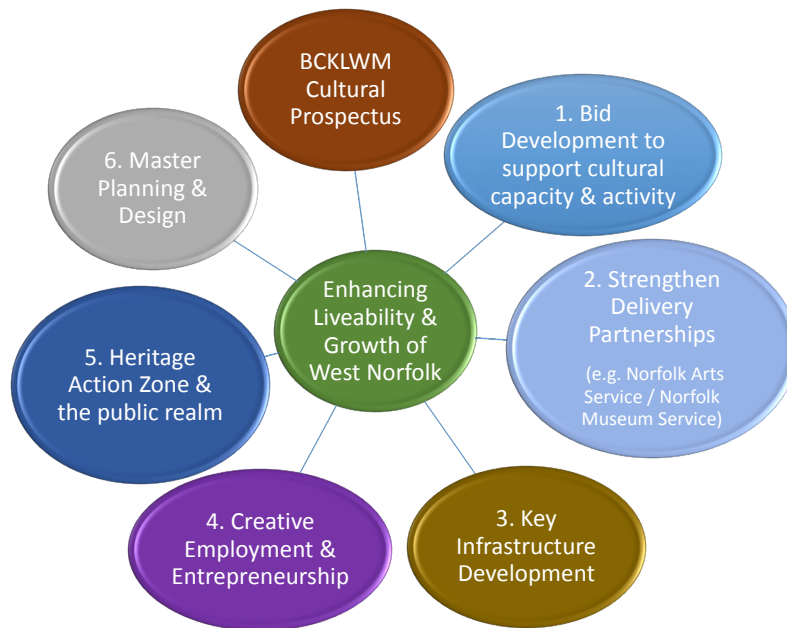 BCKLWM
Cultural
Prospectus
1. Bid
Development to
support cultural
capacity & activity
2. Strengthen
Delivery
Partnerships
(e.g. Norfolk Arts
Service / Norfolk
Museum Service)
3. Key
Infrastructure
Development
4. Creative
Employment &
Entrepreneurship
5. Heritage
Action Zone &
the public realm
6. Master
Planning &
Design
Enhancing
Liveability &
Growth of
West Norfolk